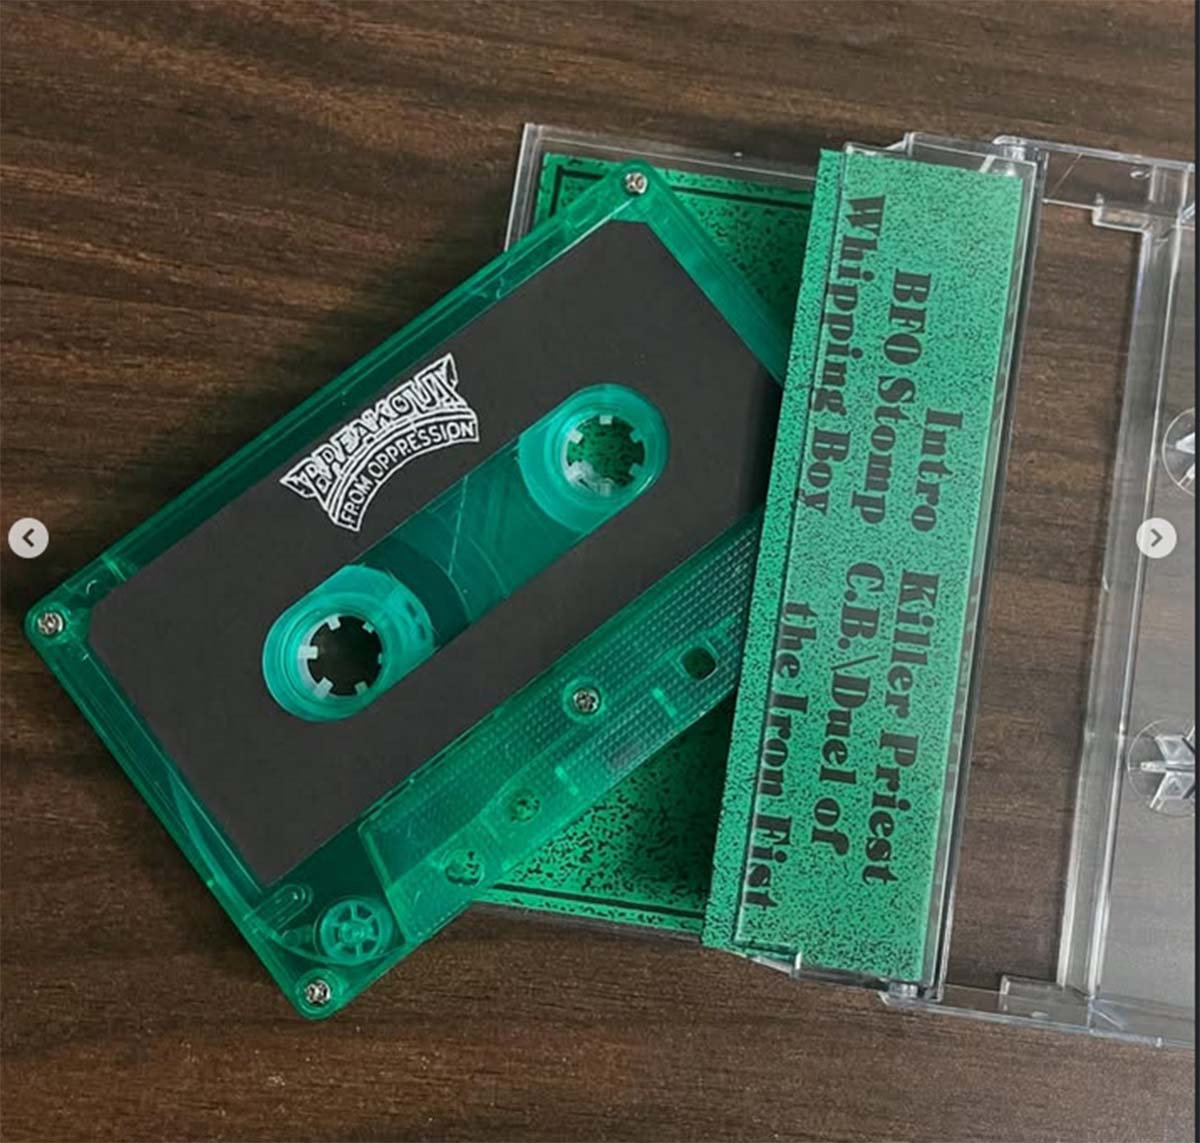 BREAKOUT
FROM OPPRESSION
Intro Killer Priest
BFO Stomp C.B.\Duel of
Whipping Boy the Iron Fist